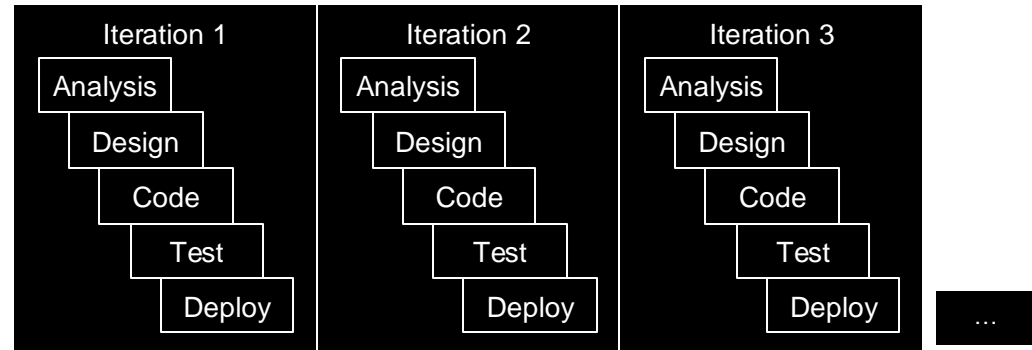 Iteration 1
Analysis
Design
Code
Test
Deploy
Iteration 2
Analysis
Design
Code
Test
Deploy
Iteration 3
Analysis
Design
Code
Test
Deploy
…